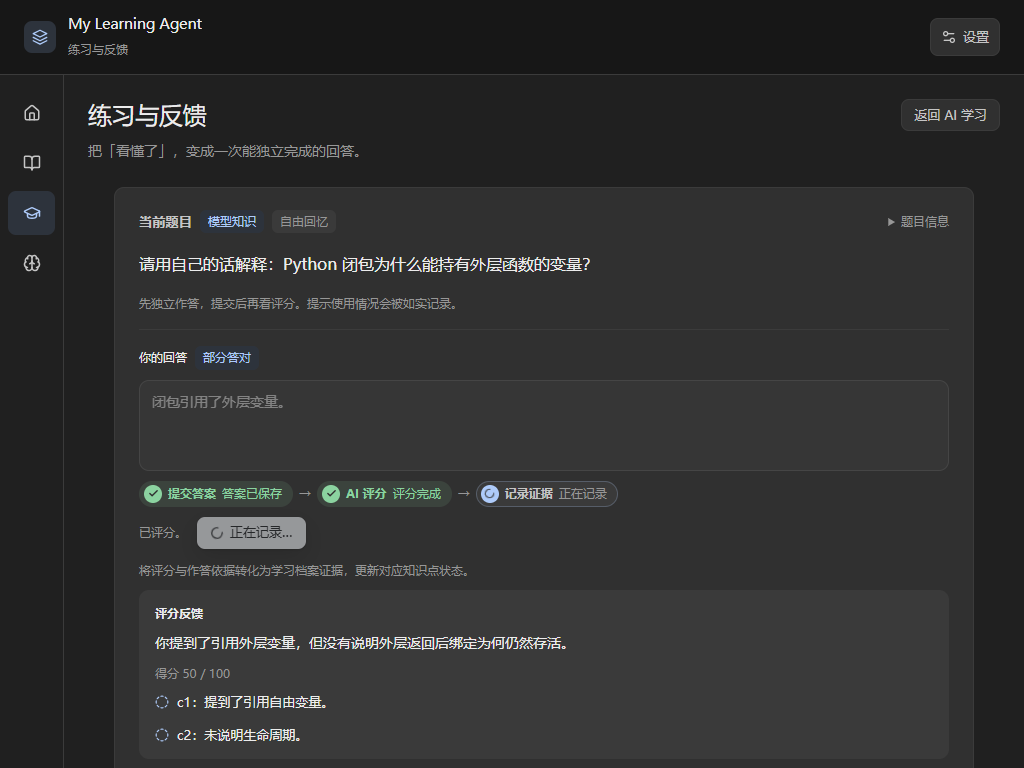 My Learning Agent
练习与反馈
设置
练习与反馈
返回 AI 学习
把「看懂了」，变成一次能独立完成的回答。
当前题目 模型知识 自由回忆
题目信息
请用自己的话解释：Python 闭包为什么能持有外层函数的变量？
先独立作答，提交后再看评分。提示使用情况会被如实记录。
你的回答 部分答对
闭包引用了外层变量。
提交答案 答案已保存 → AI 评分 评分完成 → 记录证据 正在记录
已评分。 正在记录...
将评分与作答依据转化为学习档案证据，更新对应知识点状态。
评分反馈
你提到了引用外层变量，但没有说明外层返回后绑定为何仍然存活。
得分 50 / 100
c1：提到了引用自由变量。
c2：未说明生命周期。